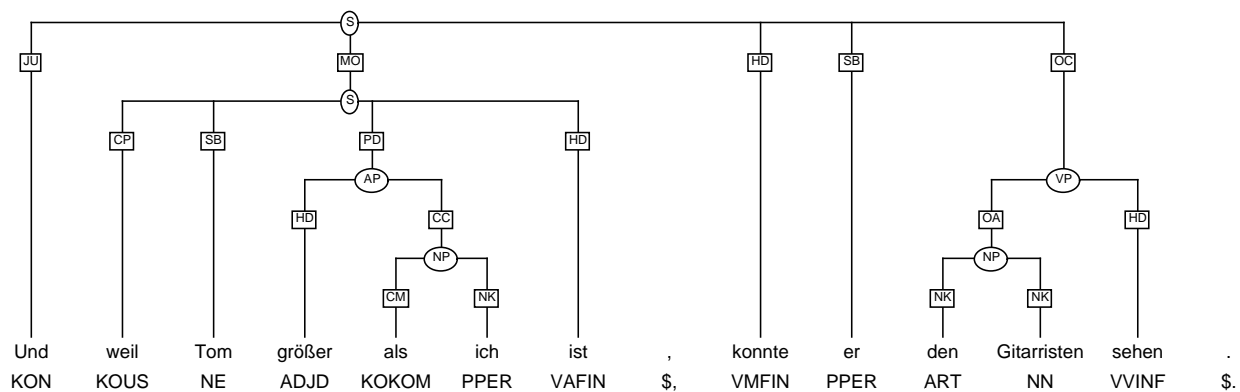 S
JU MO HD SB OC
S
CP SB PD HD
AP VP
HD CC OA HD
NP NP
CM NK NK NK
Und weil Tom größer als ich ist , konnte er den Gitarristen sehen .
KON KOUS NE ADJD KOKOM PPER VAFIN $, VMFIN PPER ART NN VVINF $.